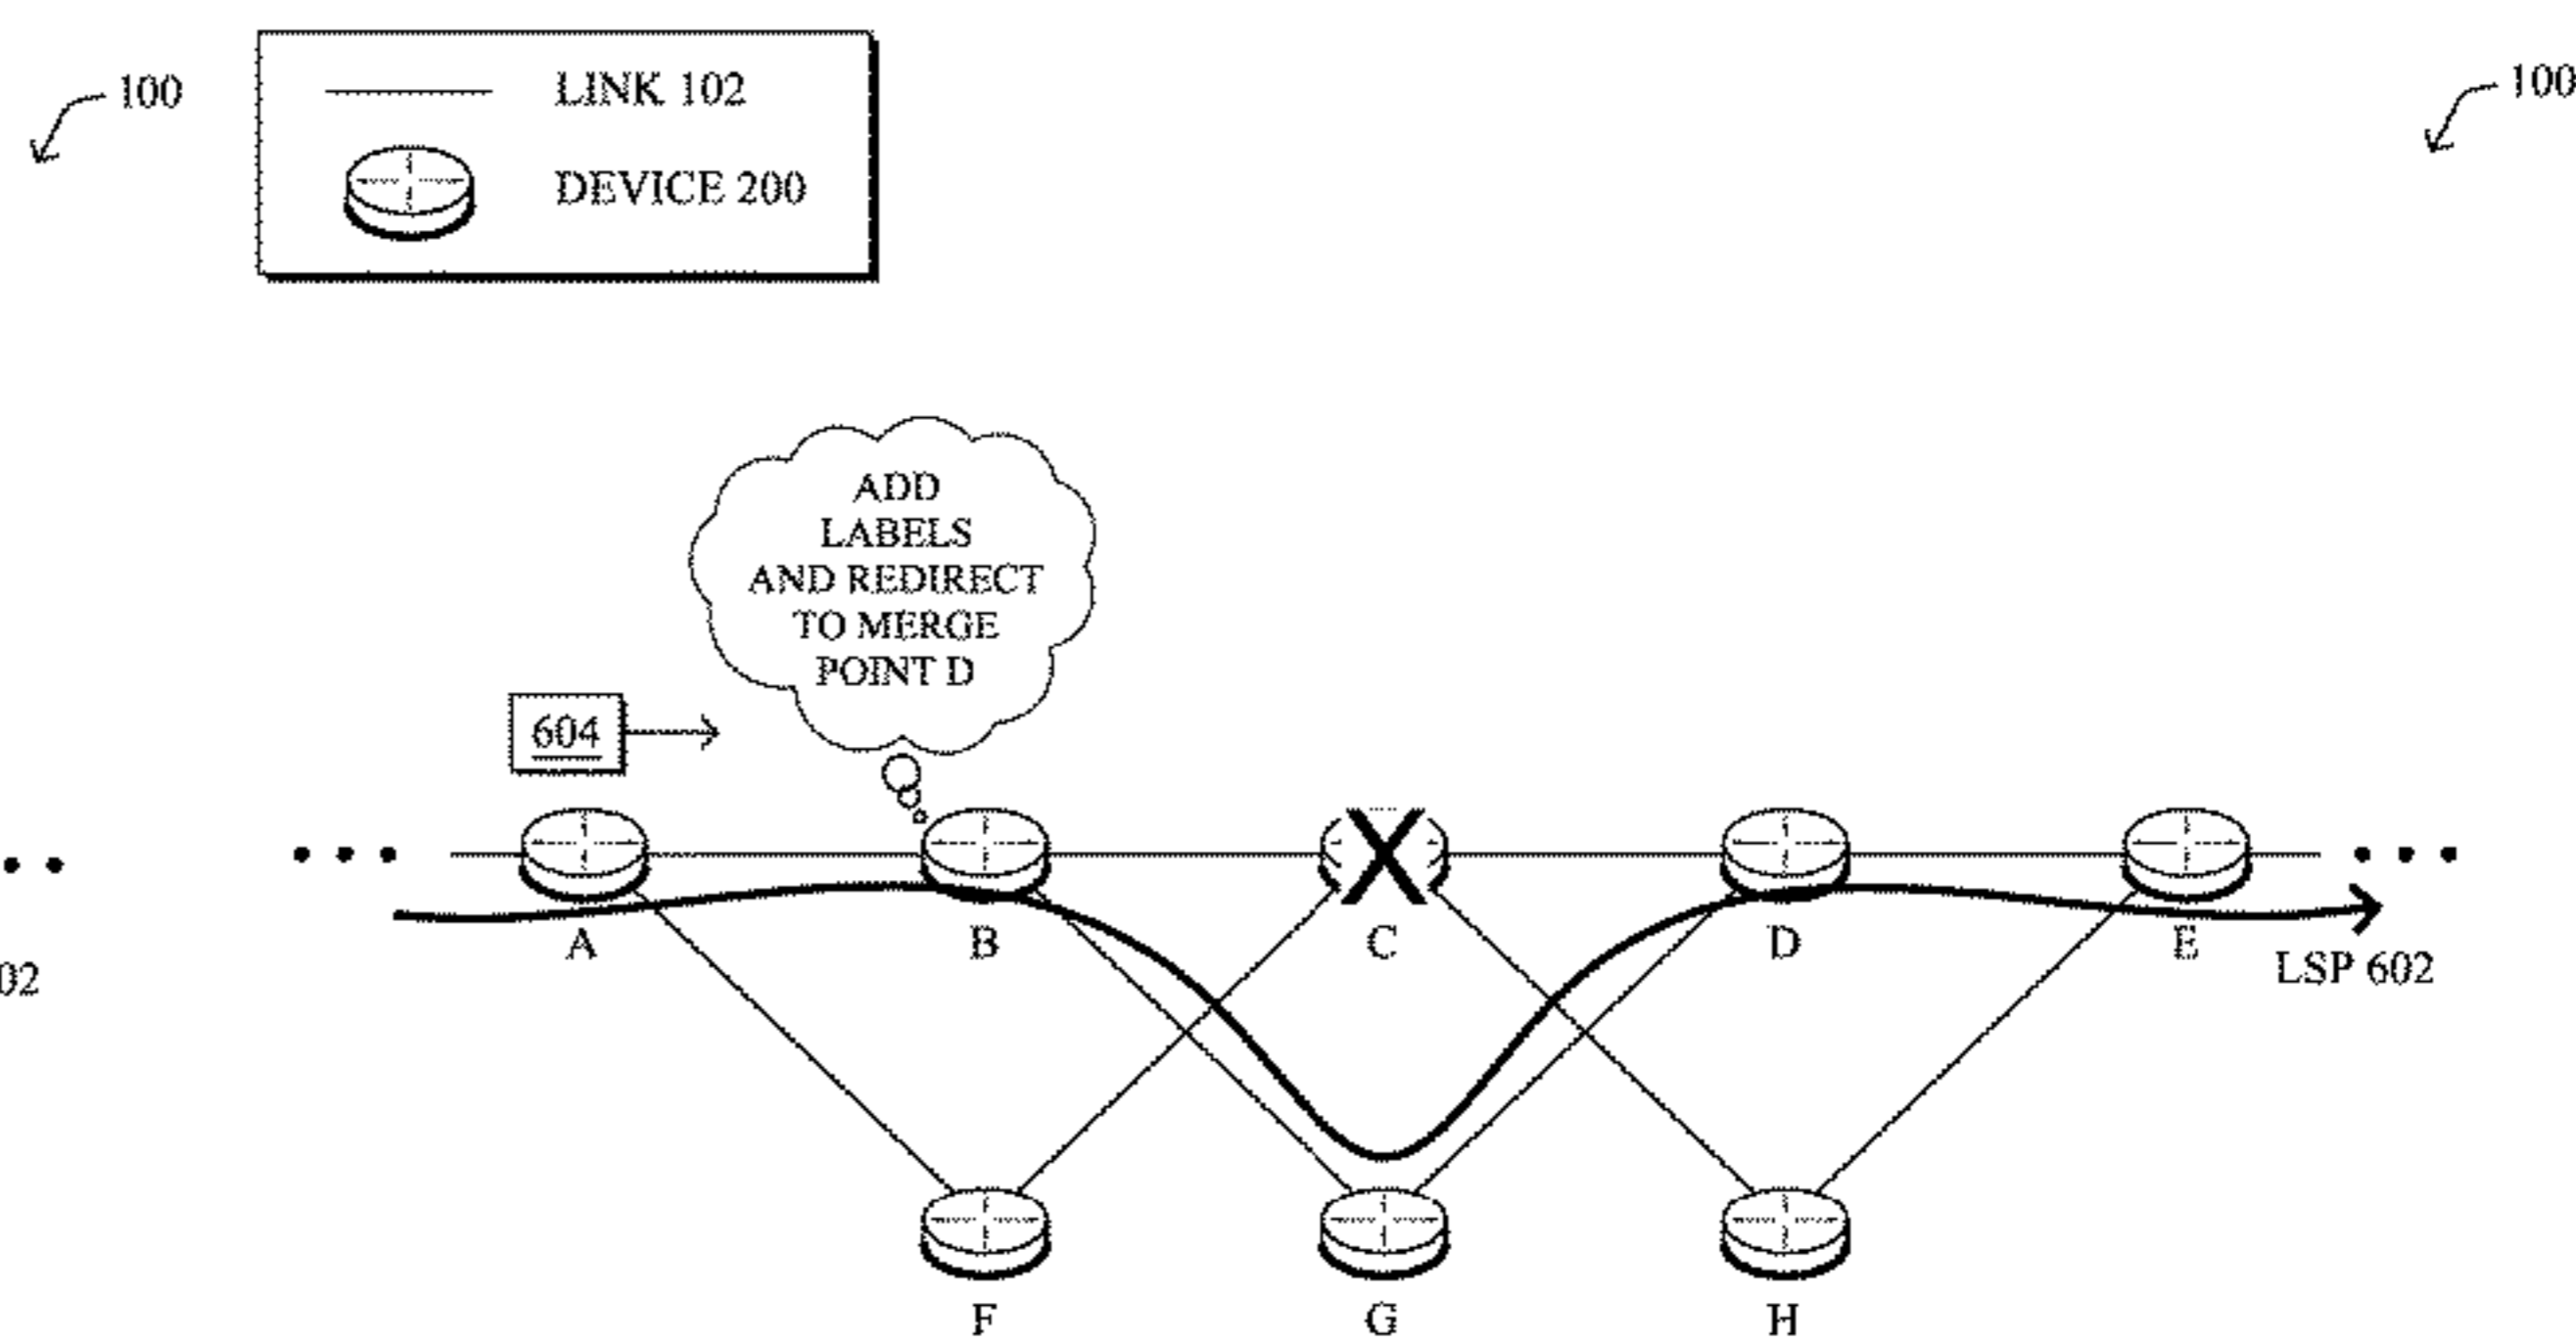 100
LINK 102
DEVICE 200
100
ADD
LABELS
AND REDIRECT
TO MERGE
POINT D
604
A
B
C
D
E
02
LSP 602
F
G
H